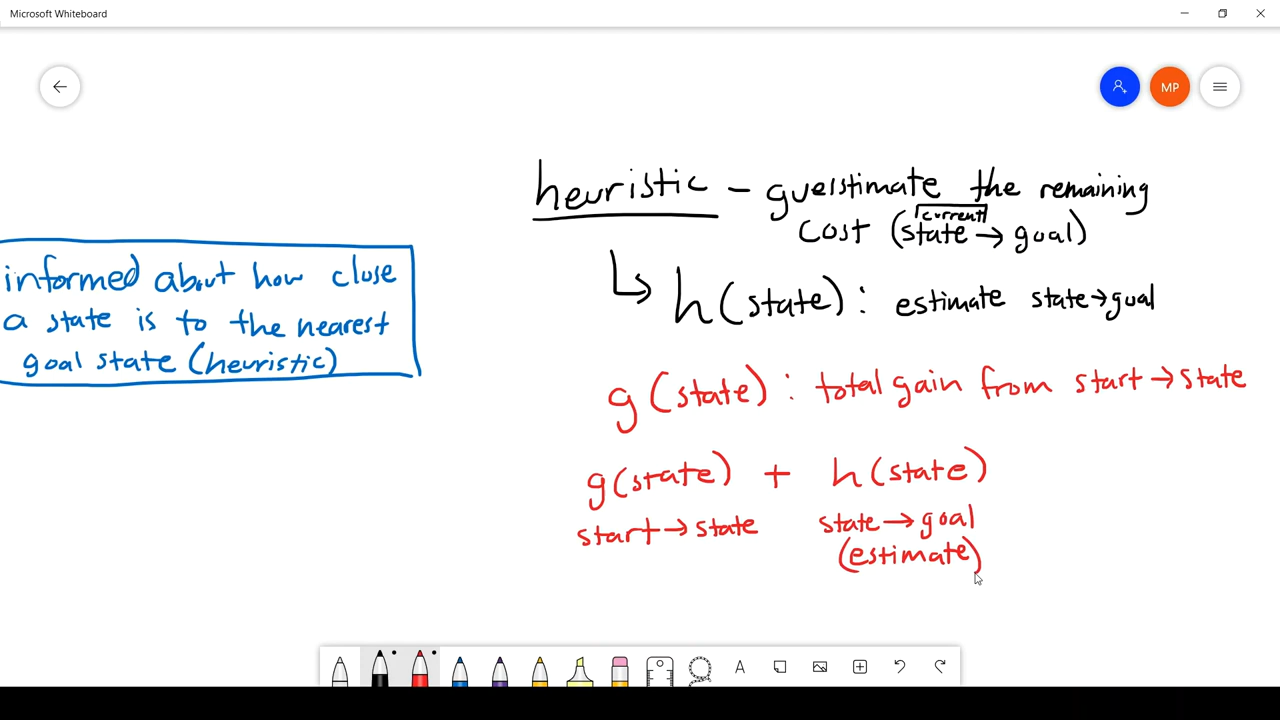 Microsoft Whiteboard
MP
heuristic - guesstimate the remaining
cost (state → goal)
current
h(state): estimate state→goal
informed about how close
a state is to the nearest
goal state (heuristic)
g(state): total gain from start → state
g(state) + h(state)
start → state state → goal
(estimate)
A